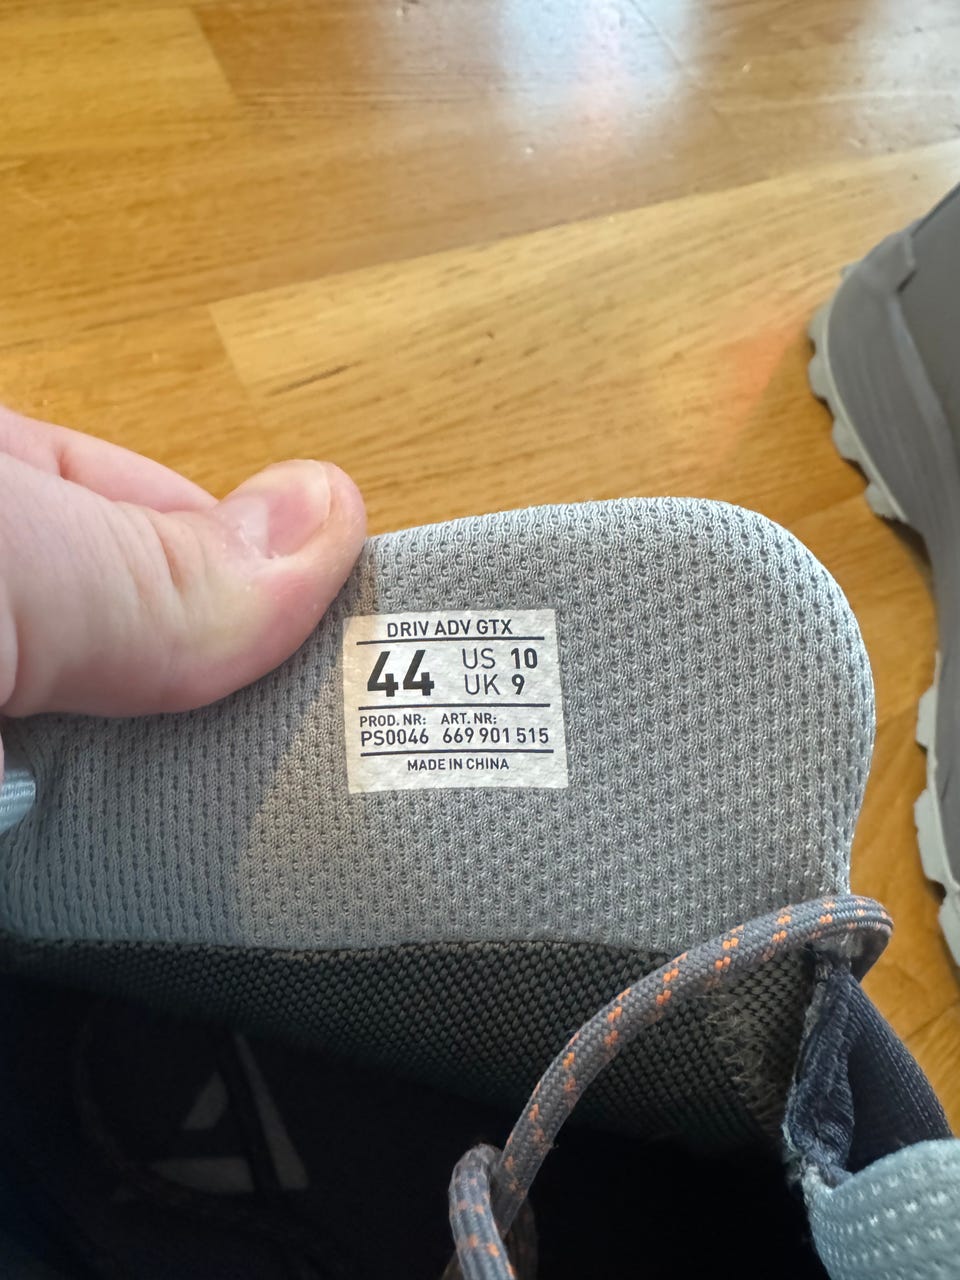 DRIV ADV GTX
44 US 10
UK 9
PROD. NR: ART. NR:
PS0046 669 901 515
MADE IN CHINA